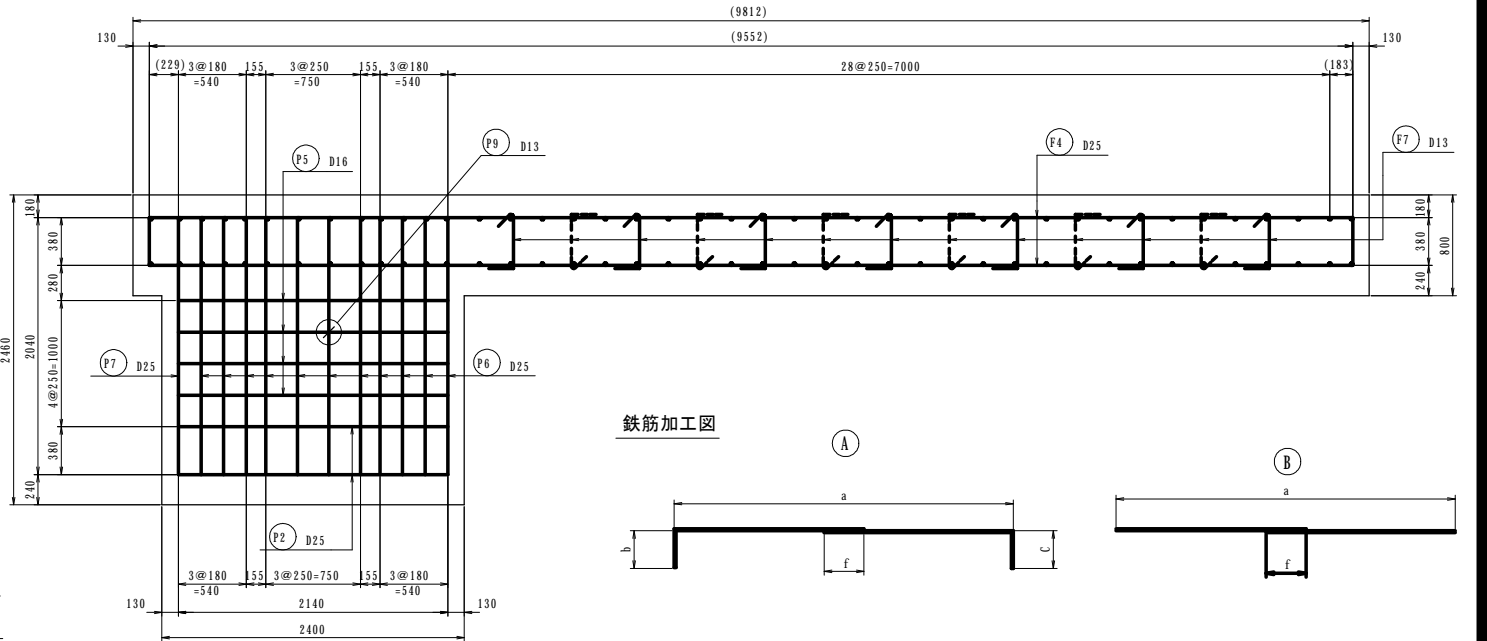 (9812)
130
(9552)
130
(229)
3@180
=540
155
3@250
=750
155
3@180
=540
28@250=7000
(183)
P5 D16
P9 D13
F4 D25
F7 D13
180
380
280
4@250=1000
380
240
2040
2460
180
380
240
800
P7 D25
P6 D25
P2 D25
鉄筋加工図
A
a
b
f
C
B
a
f
3@180
=540
155
3@250=750
155
3@180
=540
130
2140
130
2400